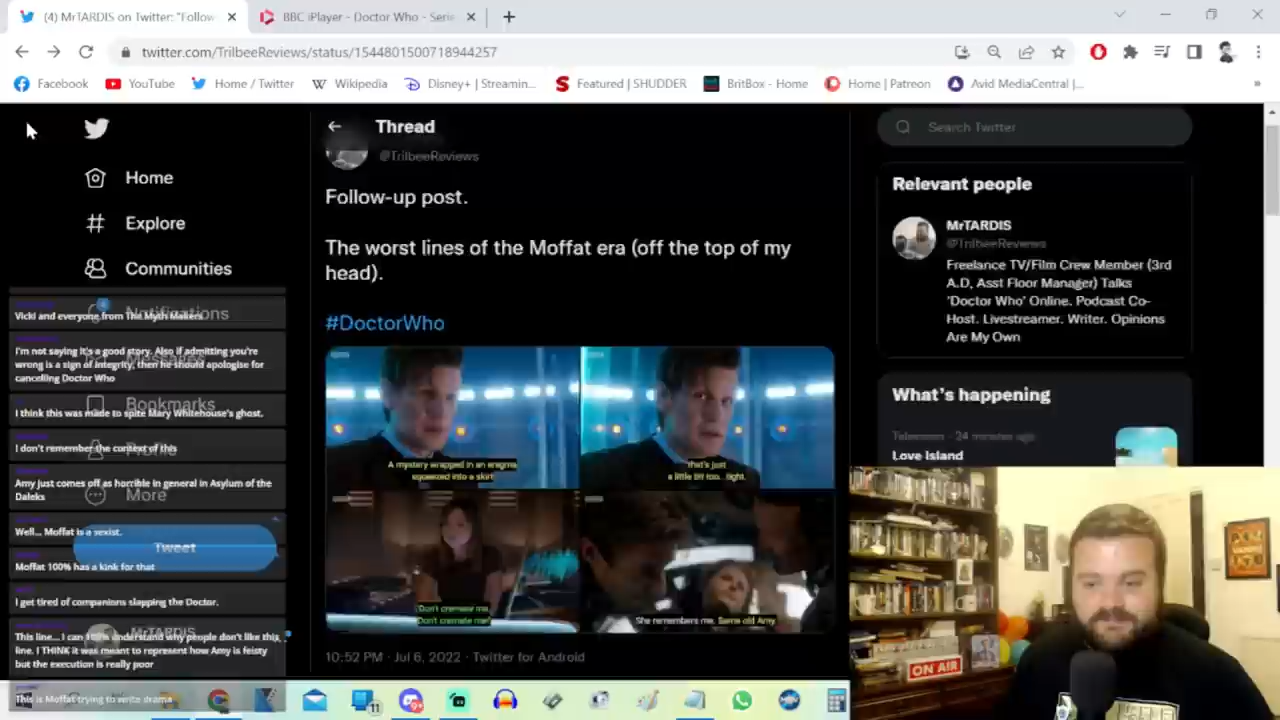 (4) MrTARDIS on Twitter: "Follow
BBC iPlayer - Doctor Who - Serie
twitter.com/TrilbeeReviews/status/1544801500718944257
Facebook
YouTube
Home / Twitter
Wikipedia
Disney+ | Streamin...
Featured | SHUDDER
BritBox - Home
Home | Patreon
Avid MediaCentral |...
Home
Explore
Communities
Notifications
Bookmarks
More
Tweet
MrTARDIS
Vicki and everyone from The Myth Makers
I'm not saying it's a good story. Also if admitting you're
wrong is a sign of integrity, then he should apologise for
cancelling Doctor Who
I think this was made to spite Mary Whitehouse's ghost.
I don't remember the context of this
Amy just comes off as horrible in general in Asylum of the
Daleks
Well... Moffat is a sexist.
Moffat 100% has a kink for that
I get tired of companions slapping the Doctor.
This line... I can 100% understand why people don't like this
line. I THINK it was meant to represent how Amy is feisty
but the execution is really poor
This is Moffat trying to write drama
Thread
@TrilbeeReviews
Follow-up post.
The worst lines of the Moffat era (off the top of my
head).
#DoctorWho
A mystery wrapped in an enigma
squeezed into a skirt
that's just
a little bit too... tight.
Don't cremate me.
Don't cremate me!
She remembers me. Same old Amy.
10:52 PM · Jul 6, 2022 · Twitter for Android
Search Twitter
Relevant people
MrTARDIS
@TrilbeeReviews
Freelance TV/Film Crew Member (3rd
A.D, Asst Floor Manager) Talks
'Doctor Who' Online. Podcast Co-
Host. Livestreamer. Writer. Opinions
Are My Own
What's happening
Television · 24 minutes ago
Love Island
ON AIR
11